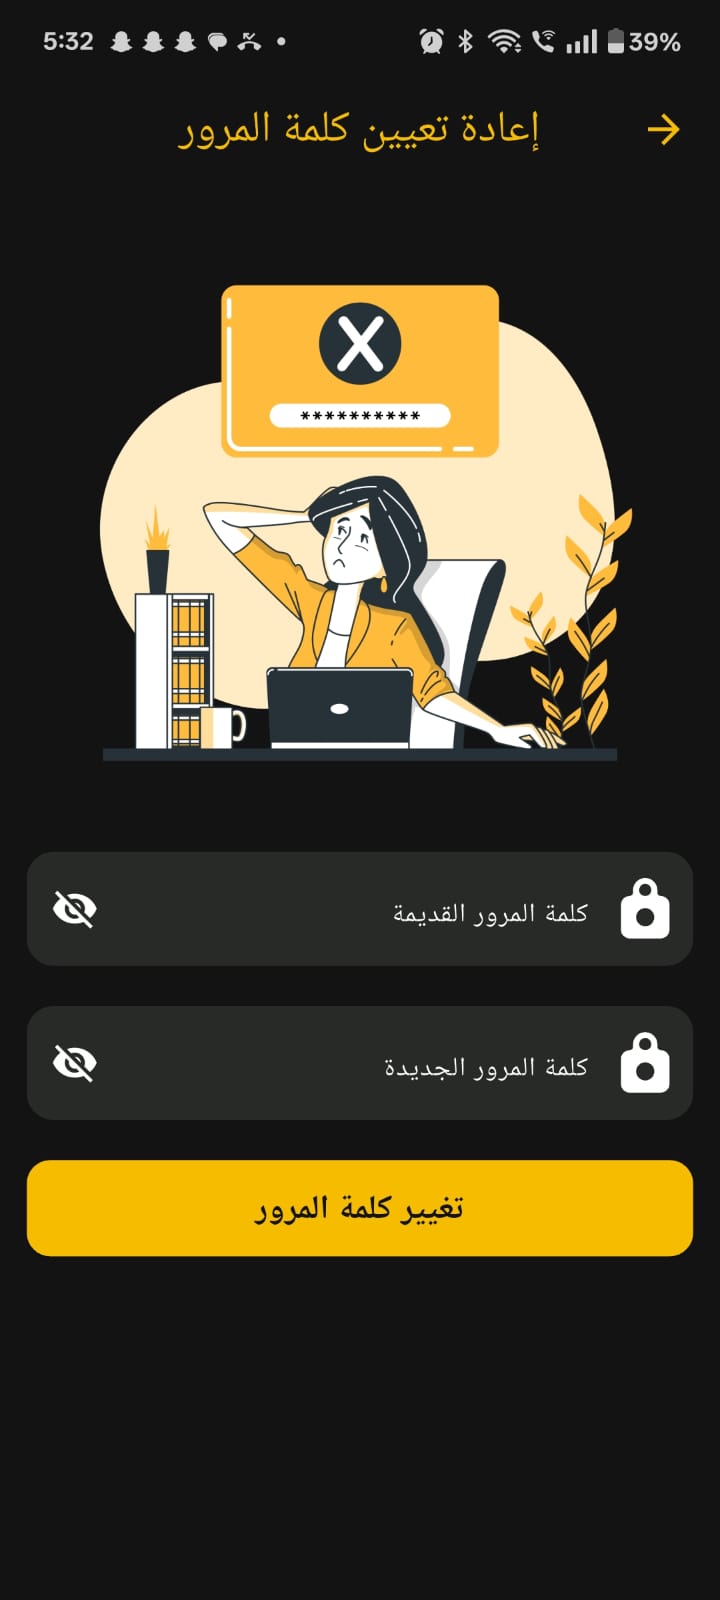 5:32 39%
إعادة تعيين كلمة المرور
X
**********
كلمة المرور القديمة
كلمة المرور الجديدة
تغيير كلمة المرور